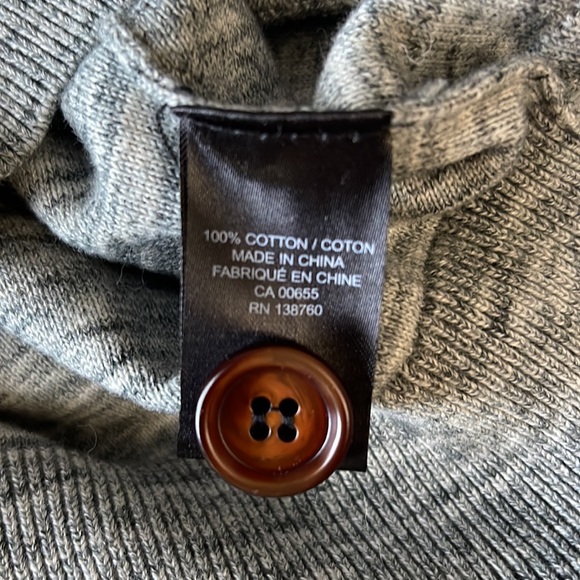 100% COTTON / COTON
MADE IN CHINA
FABRIQUÉ EN CHINE
CA 00655
RN 138760